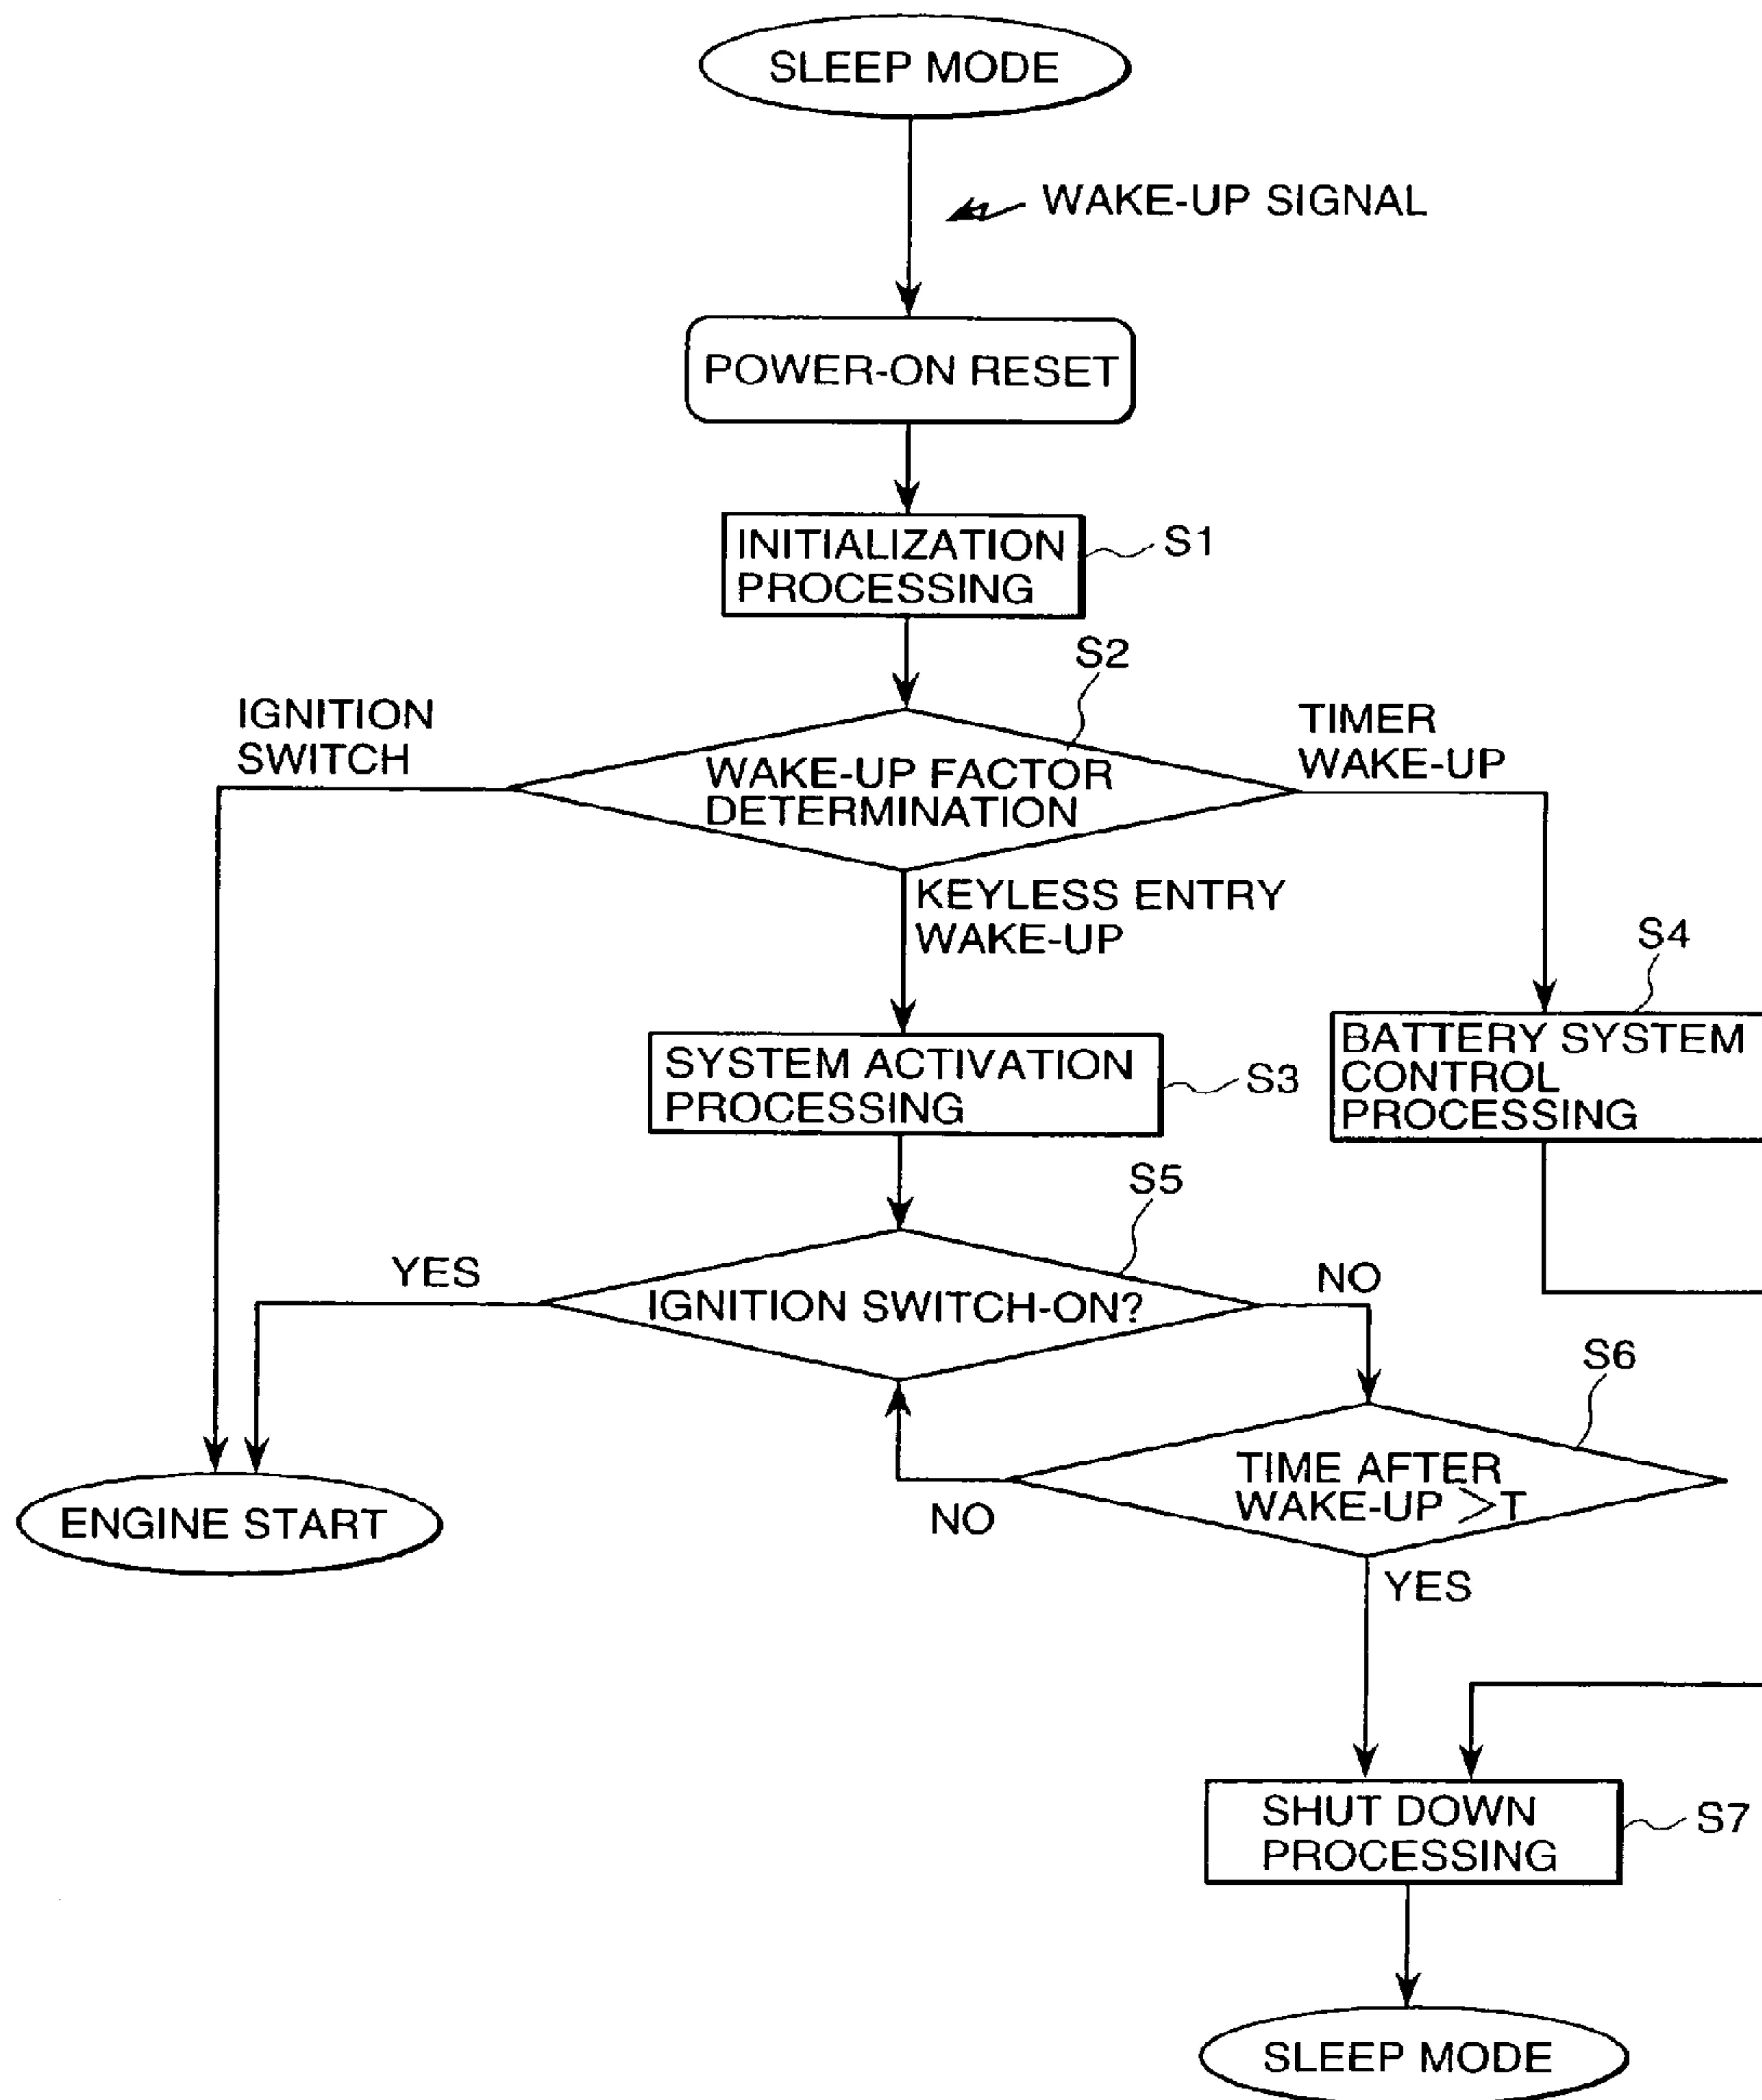 SLEEP MODE
WAKE-UP SIGNAL
POWER-ON RESET
INITIALIZATION
PROCESSING
S1
S2
IGNITION
SWITCH
TIMER
WAKE-UP
WAKE-UP FACTOR
DETERMINATION
KEYLESS ENTRY
WAKE-UP
S4
SYSTEM ACTIVATION
PROCESSING
S3
BATTERY SYSTEM
CONTROL
PROCESSING
S5
YES
NO
IGNITION SWITCH-ON?
S6
TIME AFTER
WAKE-UP >T
NO
ENGINE START
YES
SHUT DOWN
PROCESSING
S7
SLEEP MODE